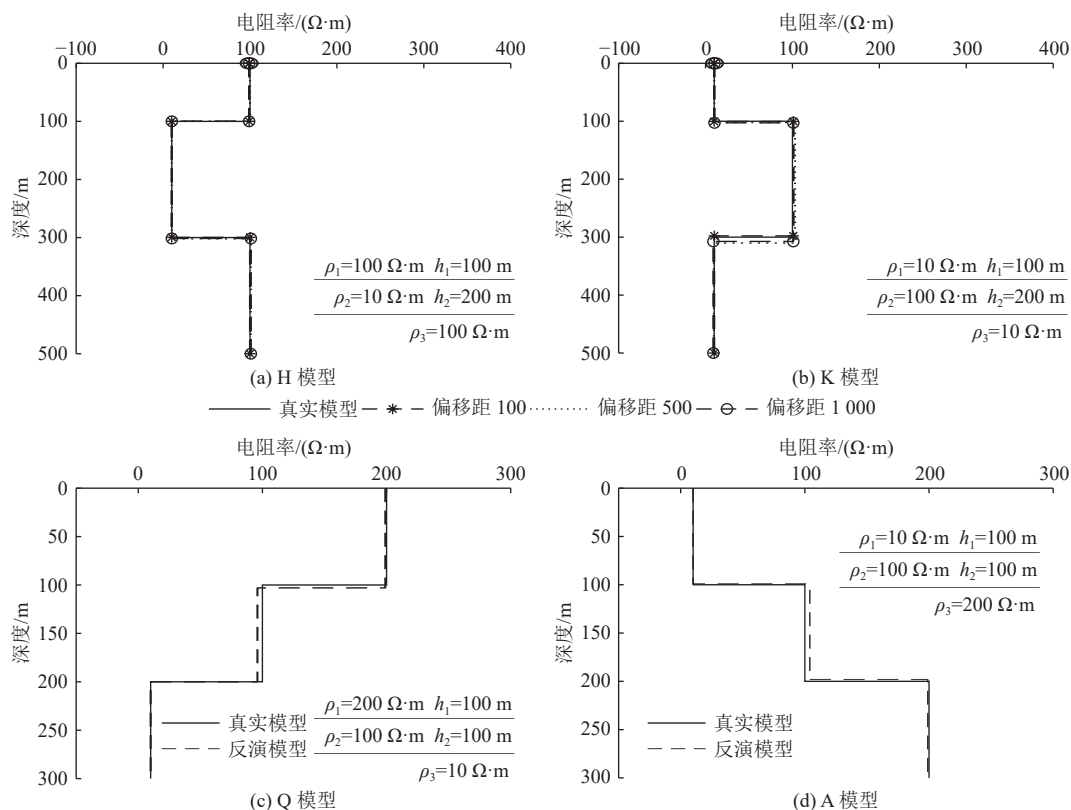 电阻率/(Ω·m)
−100 0 100 200 300 400
0
100
200
300
400
500
深度/m
ρ₁=100 Ω·m h₁=100 m
ρ₂=10 Ω·m h₂=200 m
ρ₃=100 Ω·m
(a) H 模型
电阻率/(Ω·m)
−100 0 100 200 300 400
0
100
200
300
400
500
深度/m
ρ₁=10 Ω·m h₁=100 m
ρ₂=100 Ω·m h₂=200 m
ρ₃=10 Ω·m
(b) K 模型
真实模型 偏移距 100 偏移距 500 偏移距 1 000
电阻率/(Ω·m)
0 100 200 300
0
50
100
150
200
250
300
深度/m
真实模型
反演模型
ρ₁=200 Ω·m h₁=100 m
ρ₂=100 Ω·m h₂=100 m
ρ₃=10 Ω·m
(c) Q 模型
电阻率/(Ω·m)
0 100 200 300
0
50
100
150
200
250
300
深度/m
ρ₁=10 Ω·m h₁=100 m
ρ₂=100 Ω·m h₂=100 m
ρ₃=200 Ω·m
真实模型
反演模型
(d) A 模型